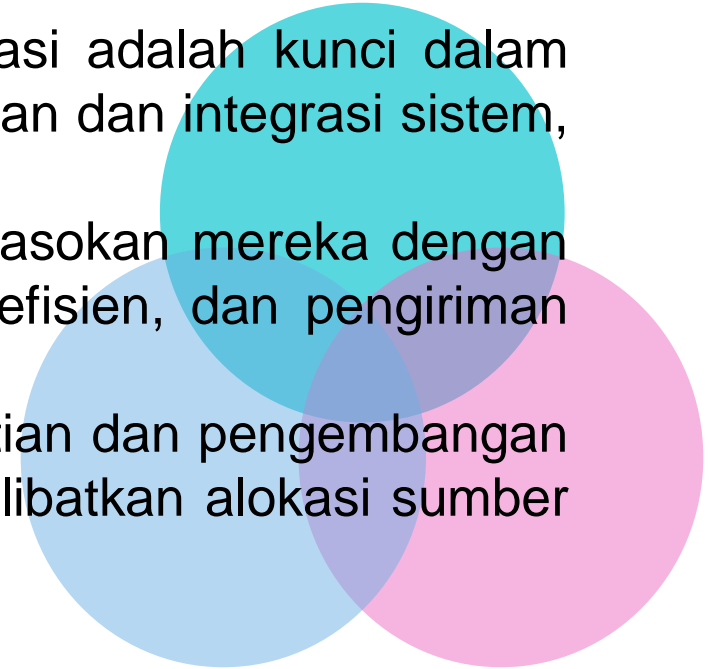 asi adalah kunci dalam
an dan integrasi sistem,
asokan mereka dengan
efisien, dan pengiriman
tian dan pengembangan
libatkan alokasi sumber